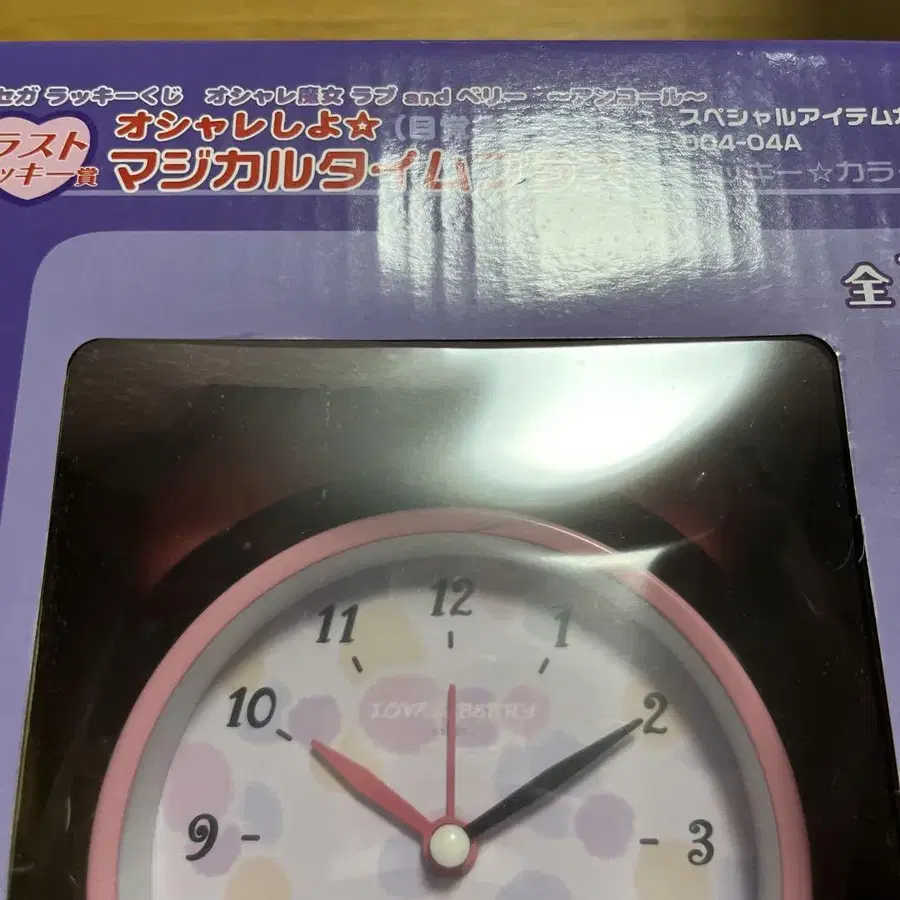 セガ ラッキーくじ オシャレ魔女 ラブ and ベリー ～アンコール～
ラスト
ッキー賞
オシャレしよ☆
マジカルタイム
スペシャルアイテムカ
004-04A
ッキー☆カラ
全
12
11
1
10
2
9
3
LOVE BERRY